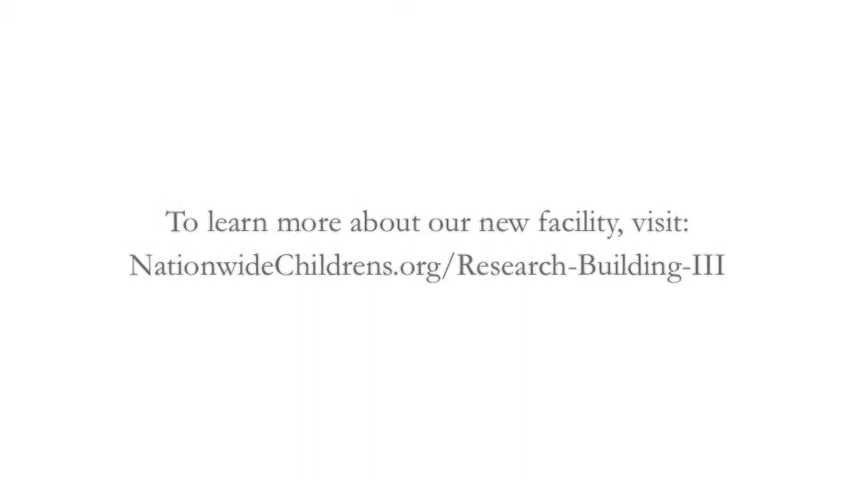 To learn more about our new facility, visit:
NationwideChildrens.org/Research-Building-III